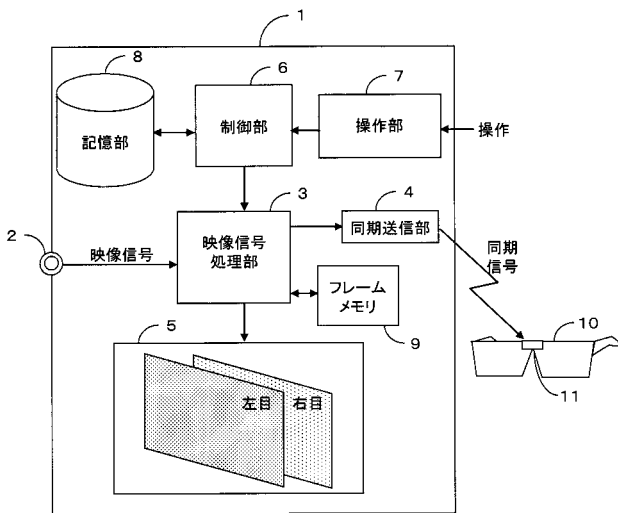 1
8
6
7
記憶部
制御部
操作部
操作
3
4
2
映像信号
映像信号
処理部
同期送信部
同期
信号
フレーム
メモリ
9
10
11
5
左目
右目